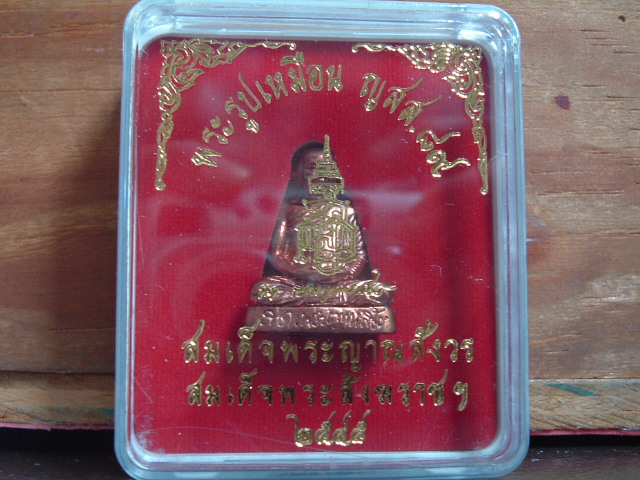 พระรูปเหมือน ญสส.๘๙
สมเด็จพระญาณสังวร
สมเด็จพระสังฆราชฯ
๒๕๔๕